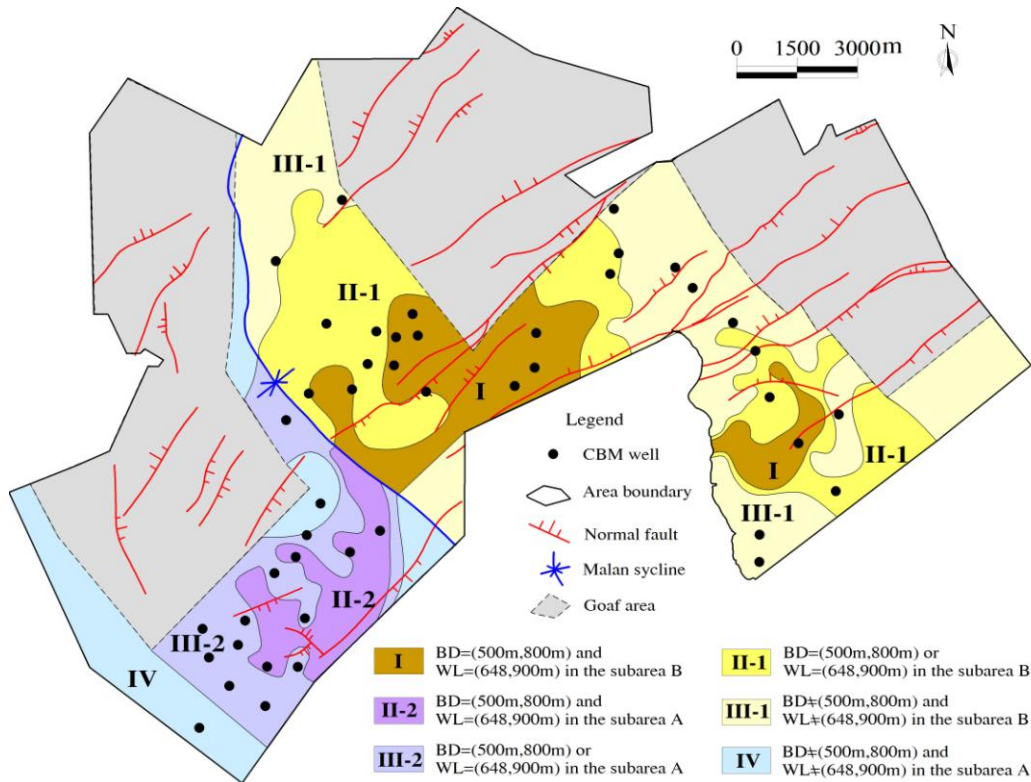 N
0 1500 3000m
III-1
II-1
I
Legend
CBM well
Area boundary
Normal fault
Malan sycline
Goaf area
I
II-1
III-1
II-2
III-2
IV
I BD=(500m,800m) and
WL=(648,900m) in the subarea B
II-2 BD=(500m,800m) and
WL=(648,900m) in the subarea A
III-2 BD=(500m,800m) or
WL=(648,900m) in the subarea A
II-1 BD=(500m,800m) or
WL=(648,900m) in the subarea B
III-1 BD≠(500m,800m) and
WL≠(648,900m) in the subarea B
IV BD≠(500m,800m) and
WL≠(648,900m) in the subarea A